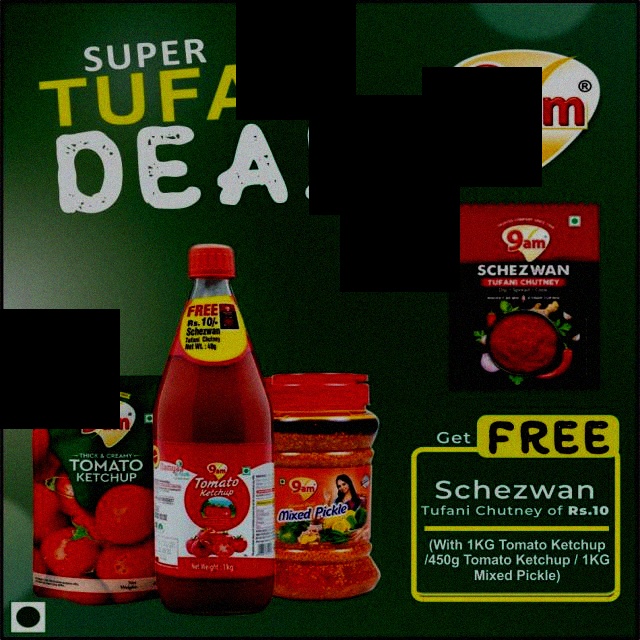 SUPER
DEA
9am
SCHEZWAN
TUFANI CHUTNEY
FREE
Rs. 10/-
Schezwan
Tufani Chutney
Net Wt. : 40g
THICK & CREAMY
TOMATO
KETCHUP
9am
Tomato
Ketchup
Net Weight : 1kg
9am
Mixed Pickle
Get FREE
Schezwan
Tufani Chutney of Rs.10
(With 1KG Tomato Ketchup
/450g Tomato Ketchup / 1KG
Mixed Pickle)